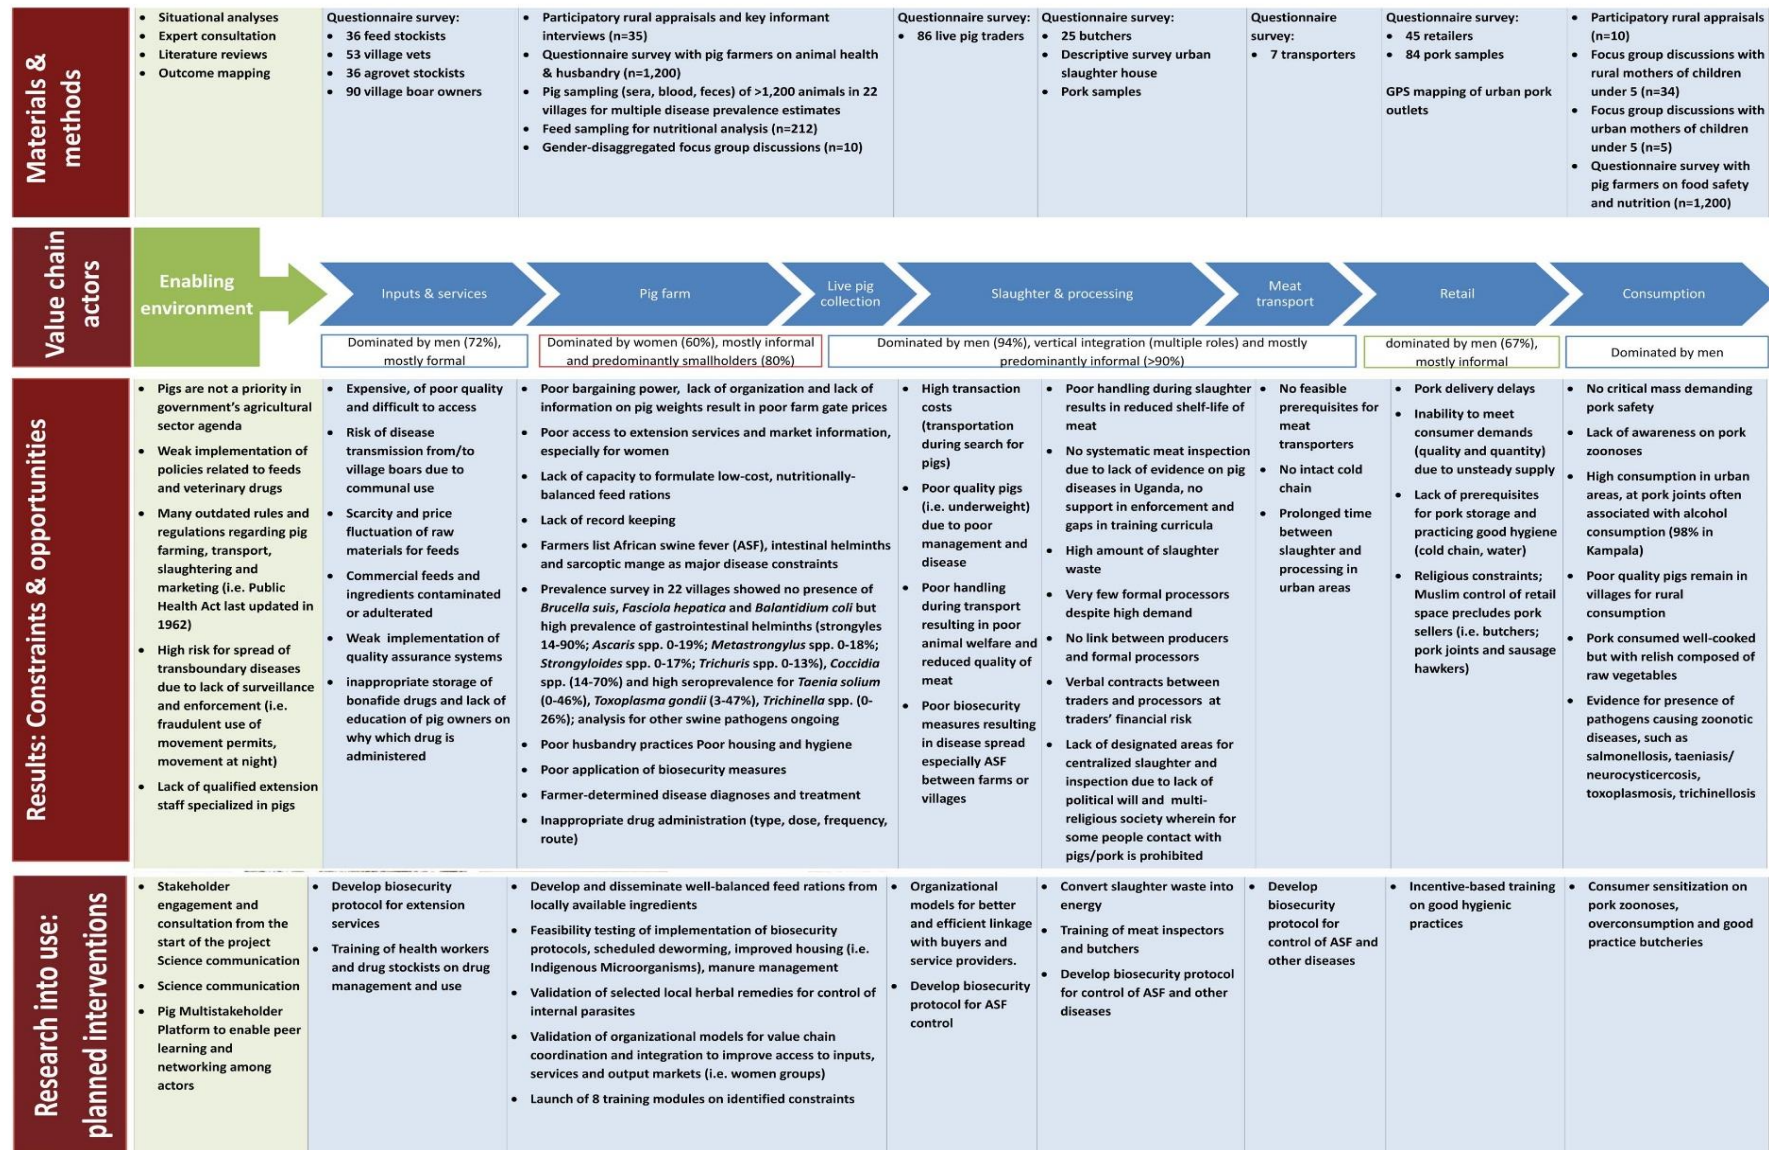 Materials &
methods
• Situational analyses
• Expert consultation
• Literature reviews
• Outcome mapping
Questionnaire survey:
• 36 feed stockists
• 53 village vets
• 36 agrovet stockists
• 90 village boar owners
• Participatory rural appraisals and key informant
interviews (n=35)
• Questionnaire survey with pig farmers on animal health
& husbandry (n=1,200)
• Pig sampling (sera, blood, feces) of >1,200 animals in 22
villages for multiple disease prevalence estimates
• Feed sampling for nutritional analysis (n=212)
• Gender-disaggregated focus group discussions (n=10)
Questionnaire survey:
• 86 live pig traders
Questionnaire survey:
• 25 butchers
• Descriptive survey urban
slaughter house
• Pork samples
Questionnaire
survey:
• 7 transporters
Questionnaire survey:
• 45 retailers
• 84 pork samples
GPS mapping of urban pork
outlets
• Participatory rural appraisals
(n=10)
• Focus group discussions with
rural mothers of children
under 5 (n=34)
• Focus group discussions with
urban mothers of children
under 5 (n=5)
• Questionnaire survey with
pig farmers on food safety
and nutrition (n=1,200)
Value chain
actors
Enabling
environment
Inputs & services
Pig farm
Live pig
collection
Slaughter & processing
Meat
transport
Retail
Consumption
Dominated by men (72%),
mostly formal
Dominated by women (60%), mostly informal
and predominantly smallholders (80%)
Dominated by men (94%), vertical integration (multiple roles) and mostly
predominantly informal (>90%)
dominated by men (67%),
mostly informal
Dominated by men
Results: Constraints & opportunities
• Pigs are not a priority in
government's agricultural
sector agenda
• Weak implementation of
policies related to feeds
and veterinary drugs
• Many outdated rules and
regulations regarding pig
farming, transport,
slaughtering and
marketing (i.e. Public
Health Act last updated in
1962)
• High risk for spread of
transboundary diseases
due to lack of surveillance
and enforcement (i.e.
fraudulent use of
movement permits,
movement at night)
• Lack of qualified extension
staff specialized in pigs
• Expensive, of poor quality
and difficult to access
• Risk of disease
transmission from/to
village boars due to
communal use
• Scarcity and price
fluctuation of raw
materials for feeds
• Commercial feeds and
ingredients contaminated
or adulterated
• Weak implementation of
quality assurance systems
• inappropriate storage of
bonafide drugs and lack of
education of pig owners on
why which drug is
administered
• Poor bargaining power, lack of organization and lack of
information on pig weights result in poor farm gate prices
• Poor access to extension services and market information,
especially for women
• Lack of capacity to formulate low-cost, nutritionally-
balanced feed rations
• Lack of record keeping
• Farmers list African swine fever (ASF), intestinal helminths
and sarcoptic mange as major disease constraints
• Prevalence survey in 22 villages showed no presence of
Brucella suis, Fasciola hepatica and Balantidium coli but
high prevalence of gastrointestinal helminths (strongyles
14-90%; Ascaris spp. 0-19%; Metastrongylus spp. 0-18%;
Strongyloides spp. 0-17%; Trichuris spp. 0-13%), Coccidia
spp. (14-70%) and high seroprevalence for Taenia solium
(0-46%), Toxoplasma gondii (3-47%), Trichinella spp. (0-
26%); analysis for other swine pathogens ongoing
• Poor husbandry practices Poor housing and hygiene
• Poor application of biosecurity measures
• Farmer-determined disease diagnoses and treatment
• Inappropriate drug administration (type, dose, frequency,
route)
• High transaction
costs
(transportation
during search for
pigs)
• Poor quality pigs
(i.e. underweight)
due to poor
management and
disease
• Poor handling
during transport
resulting in poor
animal welfare and
reduced quality of
meat
• Poor biosecurity
measures resulting
in disease spread
especially ASF
between farms or
villages
• Poor handling during slaughter
results in reduced shelf-life of
meat
• No systematic meat inspection
due to lack of evidence on pig
diseases in Uganda, no
support in enforcement and
gaps in training curricula
• High amount of slaughter
waste
• Very few formal processors
despite high demand
• No link between producers
and formal processors
• Verbal contracts between
traders and processors at
traders' financial risk
• Lack of designated areas for
centralized slaughter and
inspection due to lack of
political will and multi-
religious society wherein for
some people contact with
pigs/pork is prohibited
• No feasible
prerequisites for
meat
transporters
• No intact cold
chain
• Prolonged time
between
slaughter and
processing in
urban areas
• Pork delivery delays
• Inability to meet
consumer demands
(quality and quantity)
due to unsteady supply
• Lack of prerequisites
for pork storage and
practicing good hygiene
(cold chain, water)
• Religious constraints;
Muslim control of retail
space precludes pork
sellers (i.e. butchers;
pork joints and sausage
hawkers)
• No critical mass demanding
pork safety
• Lack of awareness on pork
zoonoses
• High consumption in urban
areas, at pork joints often
associated with alcohol
consumption (98% in
Kampala)
• Poor quality pigs remain in
villages for rural
consumption
• Pork consumed well-cooked
but with relish composed of
raw vegetables
• Evidence for presence of
pathogens causing zoonotic
diseases, such as
salmonellosis, taeniasis/
neurocysticercosis,
toxoplasmosis, trichinellosis
Research into use:
planned interventions
• Stakeholder
engagement and
consultation from the
start of the project
Science communication
• Science communication
• Pig Multistakeholder
Platform to enable peer
learning and
networking among
actors
• Develop biosecurity
protocol for extension
services
• Training of health workers
and drug stockists on drug
management and use
• Develop and disseminate well-balanced feed rations from
locally available ingredients
• Feasibility testing of implementation of biosecurity
protocols, scheduled deworming, improved housing (i.e.
Indigenous Microorganisms), manure management
• Validation of selected local herbal remedies for control of
internal parasites
• Validation of organizational models for value chain
coordination and integration to improve access to inputs,
services and output markets (i.e. women groups)
• Launch of 8 training modules on identified constraints
• Organizational
models for better
and efficient linkage
with buyers and
service providers.
• Develop biosecurity
protocol for ASF
control
• Convert slaughter waste into
energy
• Training of meat inspectors
and butchers
• Develop biosecurity protocol
for control of ASF and other
diseases
• Develop
biosecurity
protocol for
control of ASF and
other diseases
• Incentive-based training
on good hygienic
practices
• Consumer sensitization on
pork zoonoses,
overconsumption and good
practice butcheries